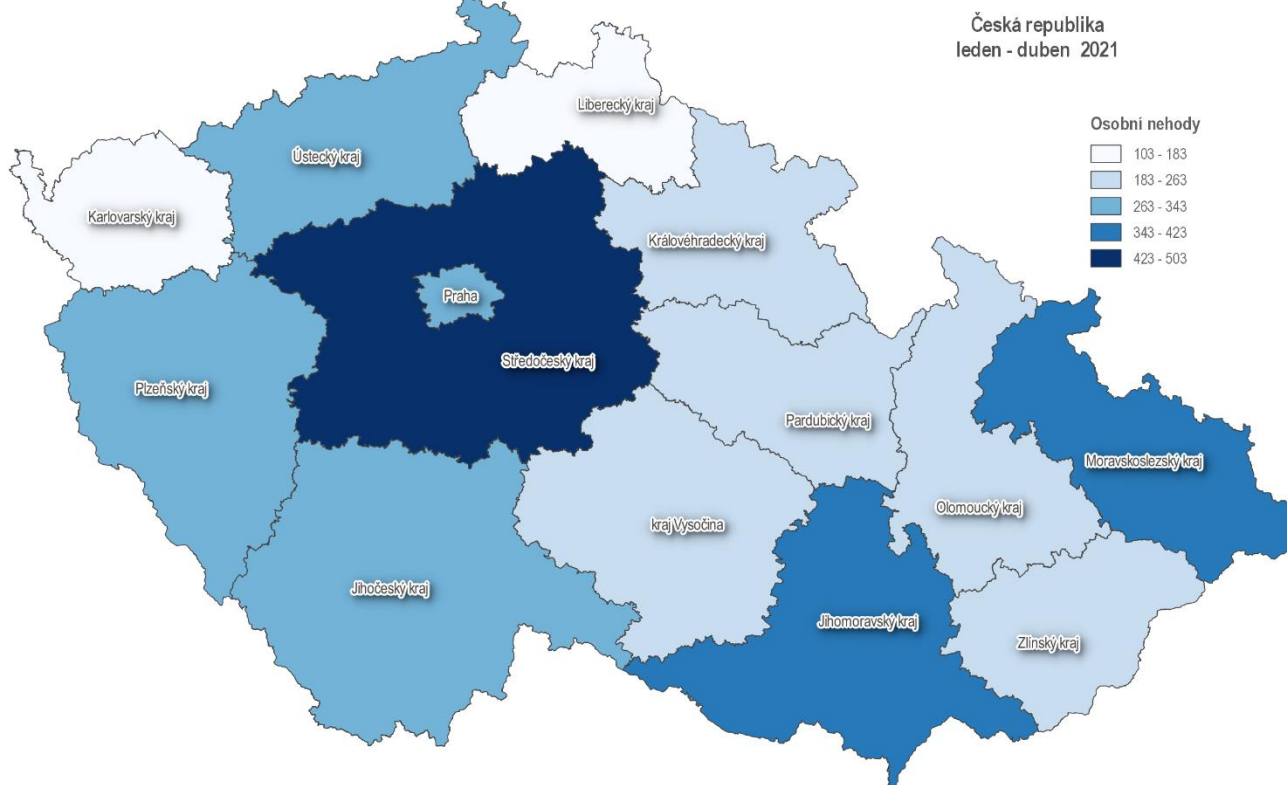 Česká republika
leden - duben 2021
Osobní nehody
103 - 183
183 - 263
263 - 343
343 - 423
423 - 503
Liberecký kraj
Ústecký kraj
Karlovarský kraj
Královéhradecký kraj
Praha
Středočeský kraj
Plzeňský kraj
Pardubický kraj
Moravskoslezský kraj
Olomoucký kraj
kraj Vysočina
Jihočeský kraj
Jihomoravský kraj
Zlínský kraj